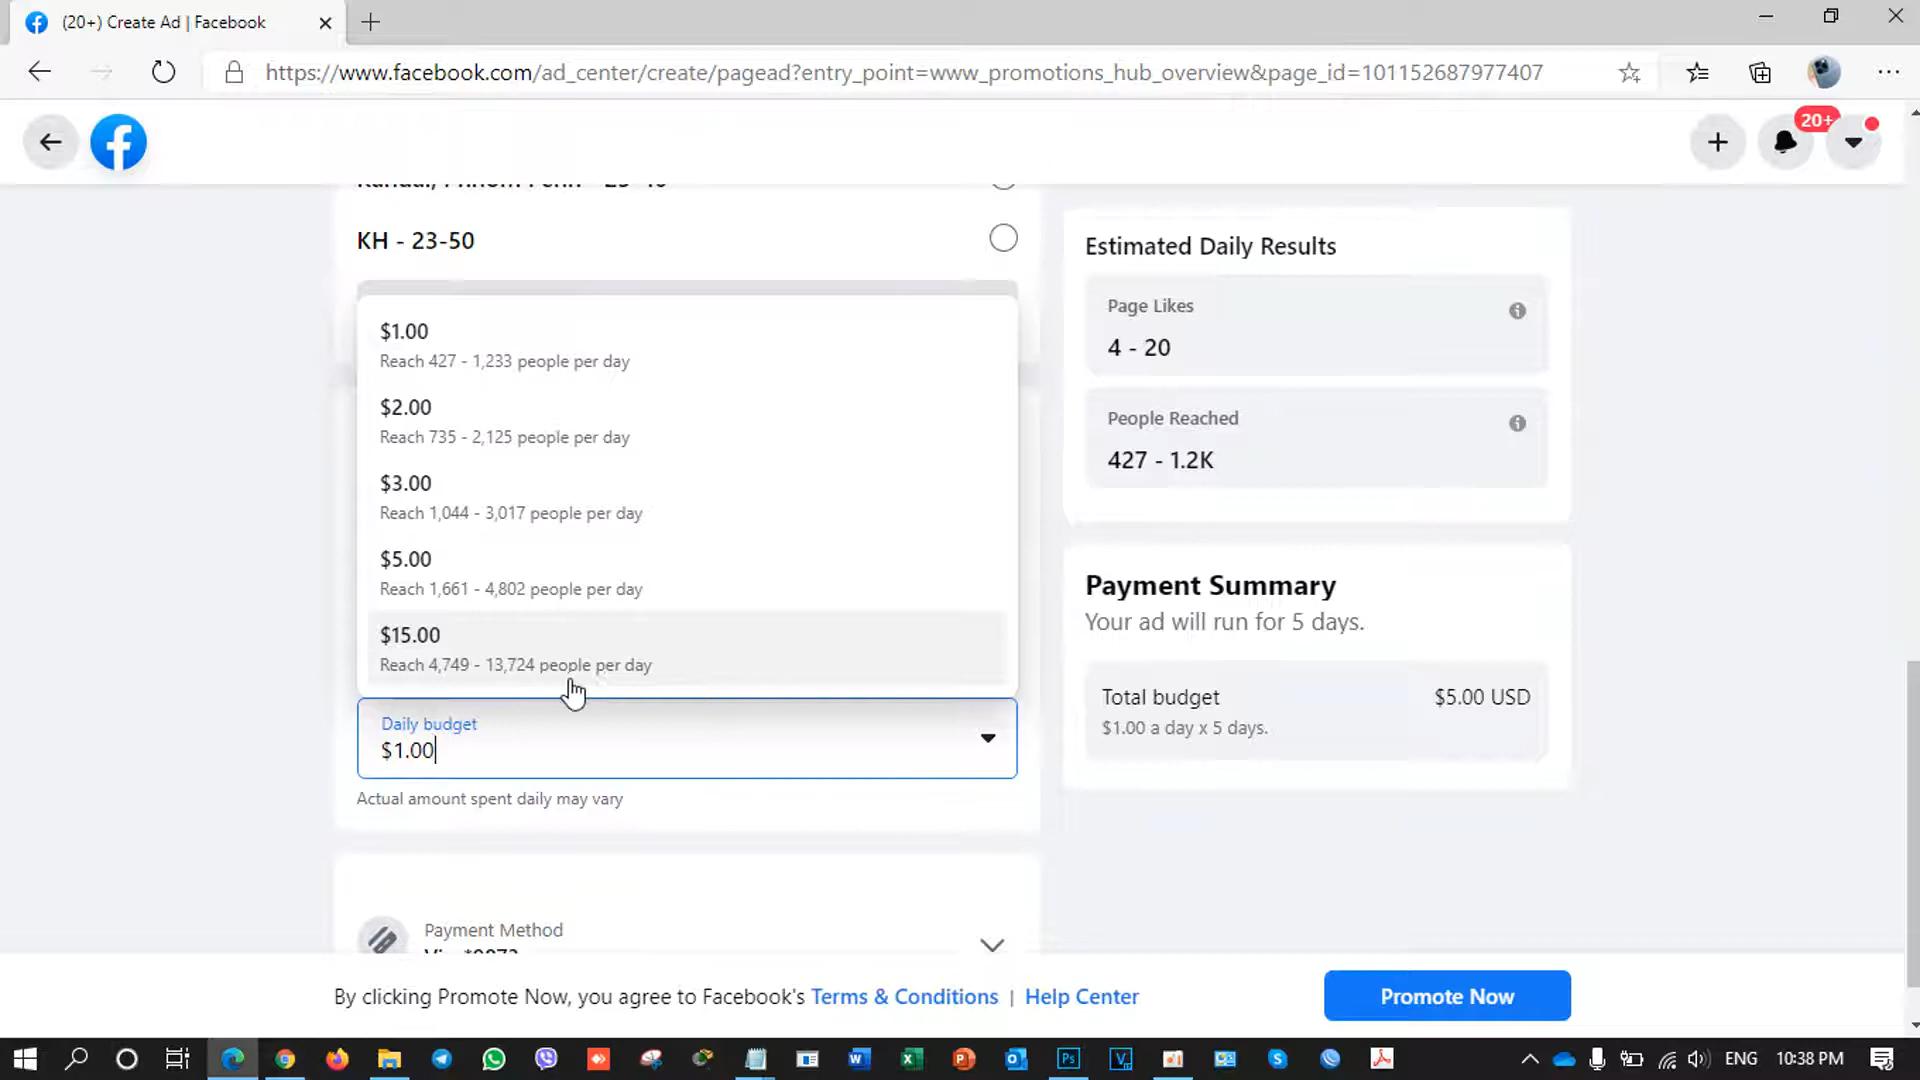 (20+) Create Ad | Facebook
https://www.facebook.com/ad_center/create/pagead?entry_point=www_promotions_hub_overview&page_id=101152687977407
20+
KH - 23-50
$1.00
Reach 427 - 1,233 people per day
$2.00
Reach 735 - 2,125 people per day
$3.00
Reach 1,044 - 3,017 people per day
$5.00
Reach 1,661 - 4,802 people per day
$15.00
Reach 4,749 - 13,724 people per day
Daily budget
$1.00
Actual amount spent daily may vary
Payment Method
Estimated Daily Results
Page Likes
4 - 20
People Reached
427 - 1.2K
Payment Summary
Your ad will run for 5 days.
Total budget $5.00 USD
$1.00 a day x 5 days.
By clicking Promote Now, you agree to Facebook's Terms & Conditions | Help Center
Promote Now
ENG 10:38 PM